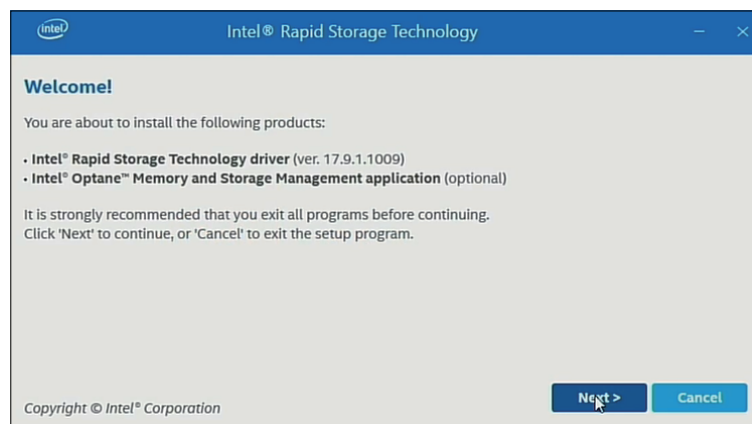 intel
Intel® Rapid Storage Technology
Welcome!
You are about to install the following products:
• Intel® Rapid Storage Technology driver (ver. 17.9.1.1009)
• Intel® Optane™ Memory and Storage Management application (optional)
It is strongly recommended that you exit all programs before continuing.
Click 'Next' to continue, or 'Cancel' to exit the setup program.
Next >
Cancel
Copyright © Intel® Corporation